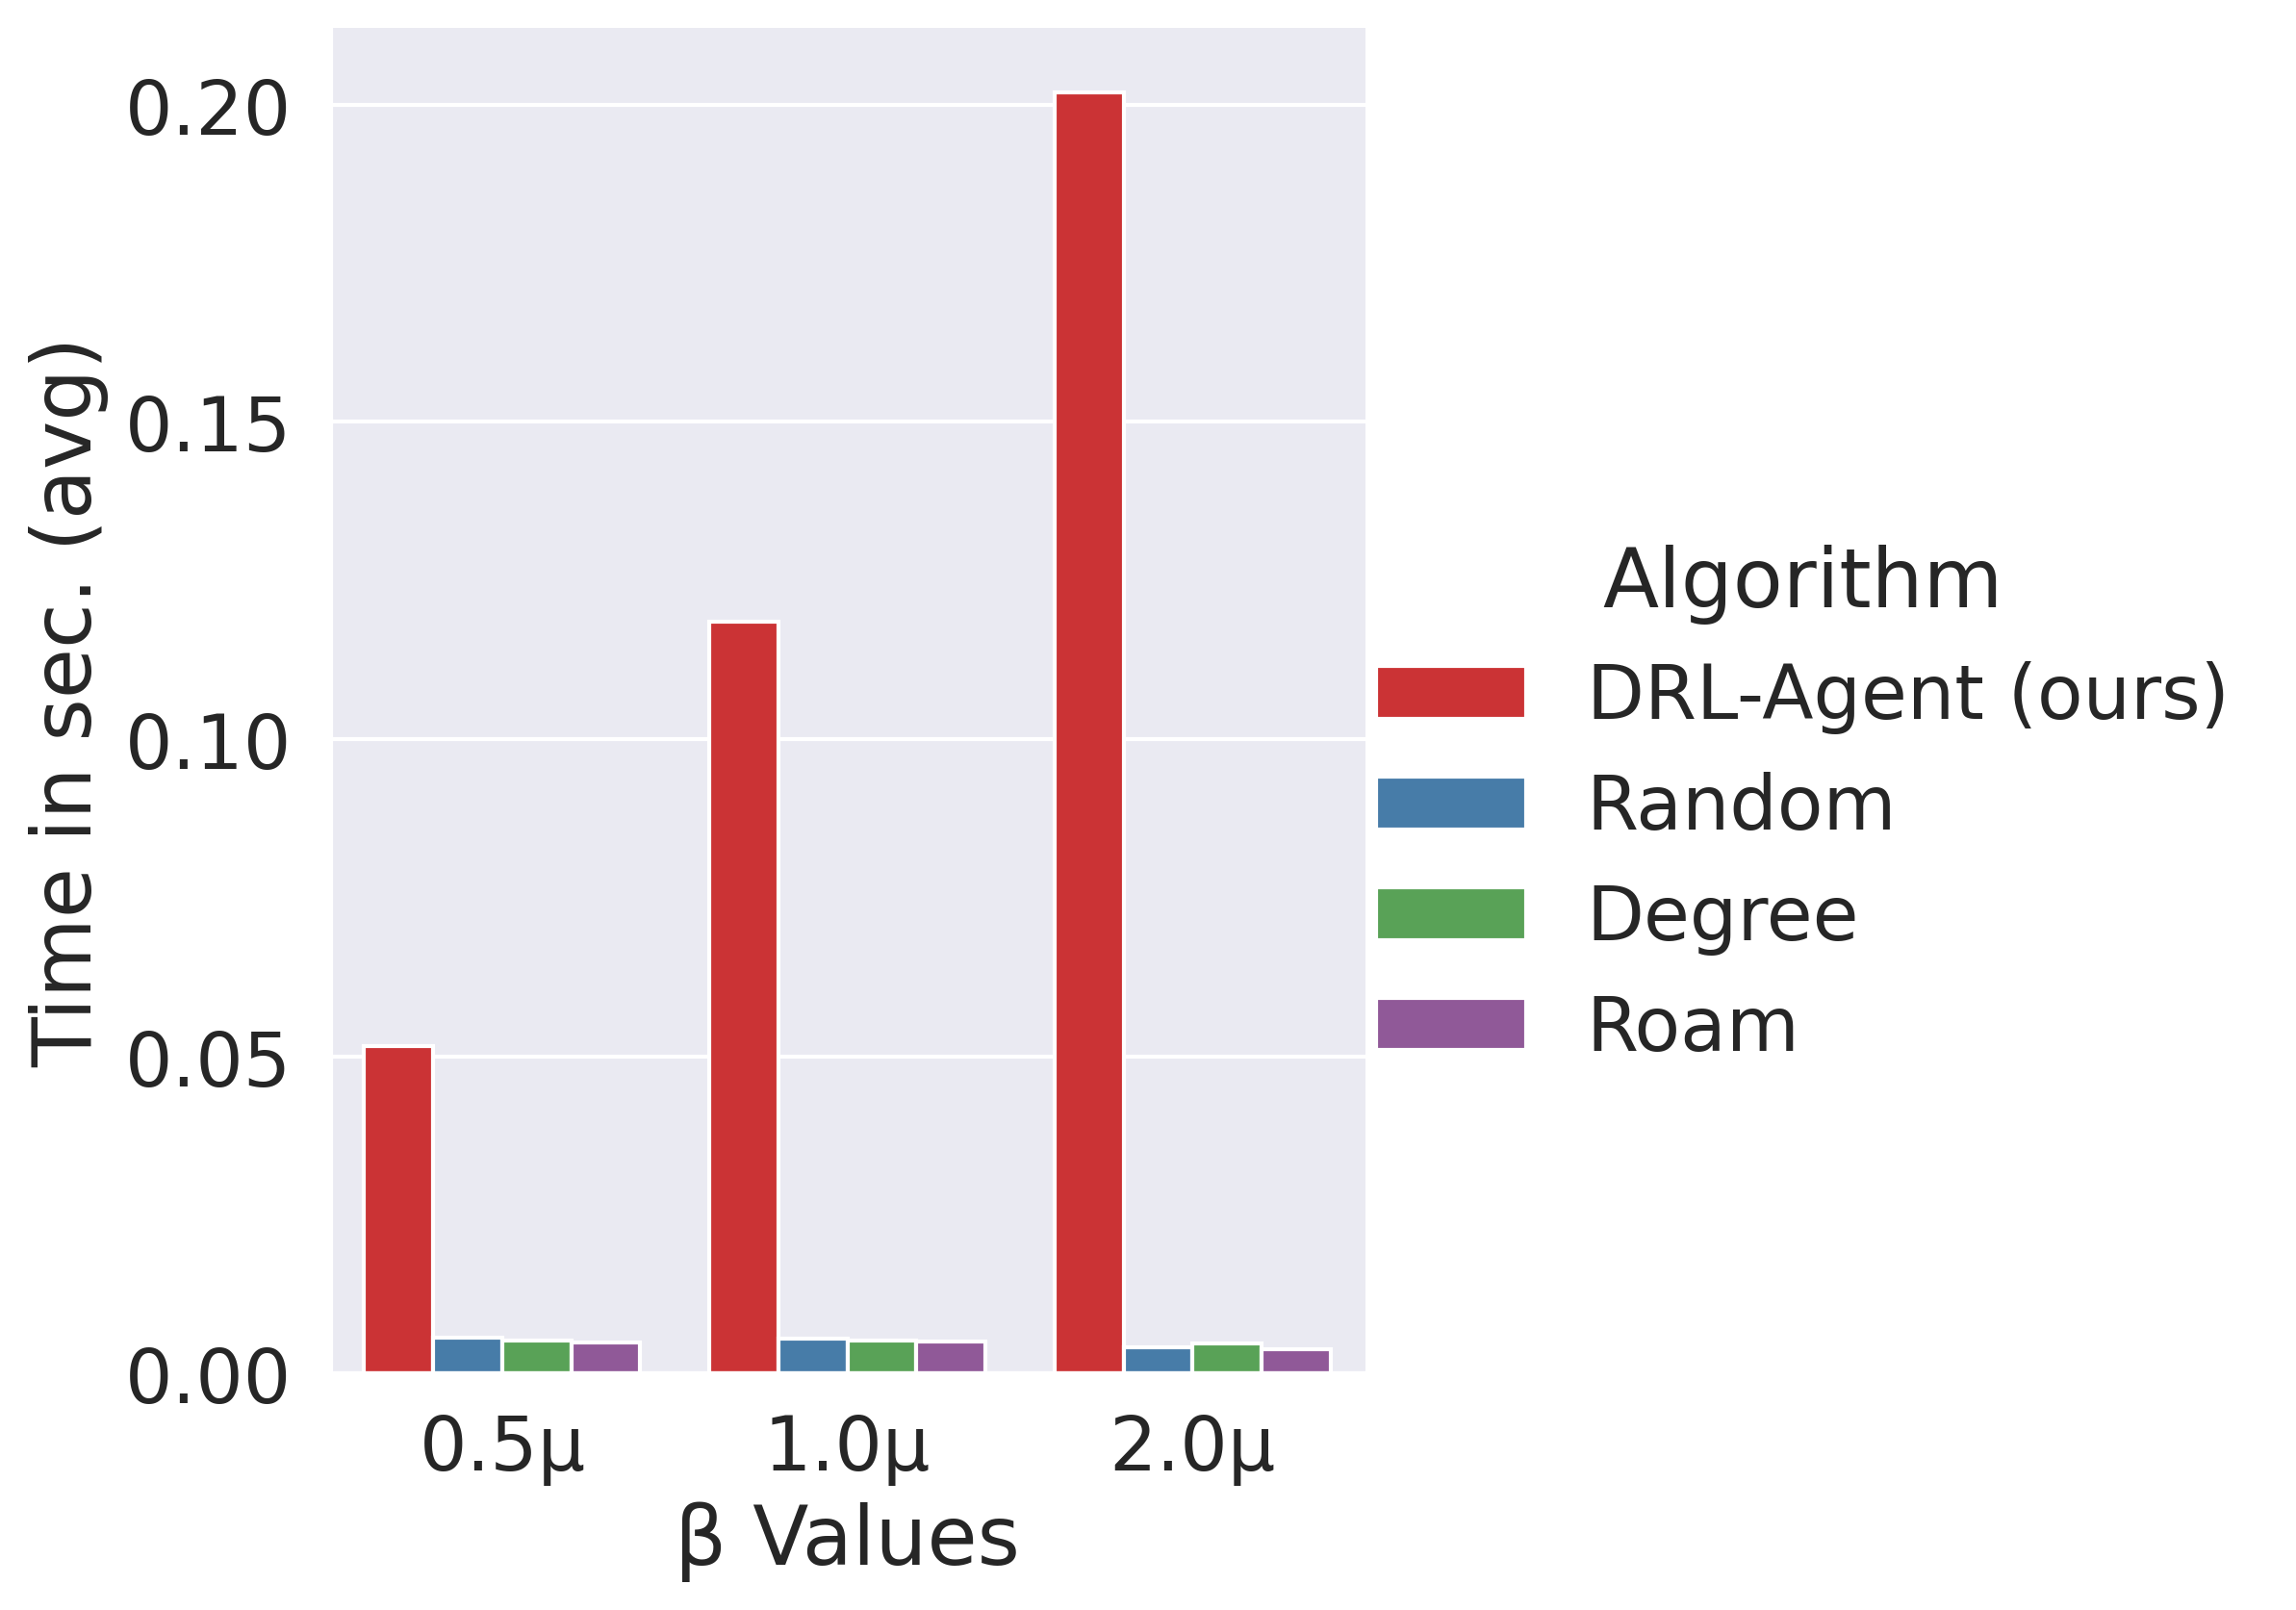 Time in sec. (avg)
0.20
0.15
0.10
0.05
0.00
0.5μ 1.0μ 2.0μ
β Values
Algorithm
DRL-Agent (ours)
Random
Degree
Roam